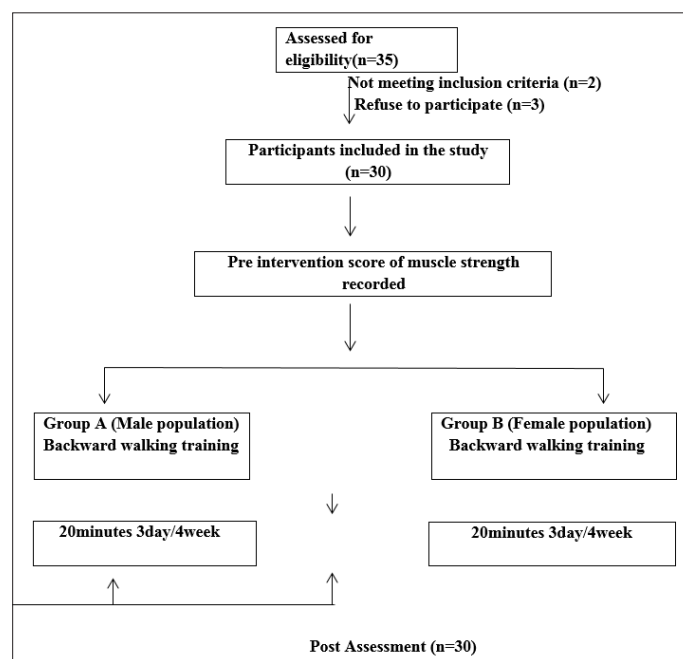 Assessed for
eligibility(n=35)
Not meeting inclusion criteria (n=2)
Refuse to participate (n=3)
Participants included in the study
(n=30)
Pre intervention score of muscle strength
recorded
Group A (Male population)
Backward walking training
Group B (Female population)
Backward walking training
20minutes 3day/4week
20minutes 3day/4week
Post Assessment (n=30)